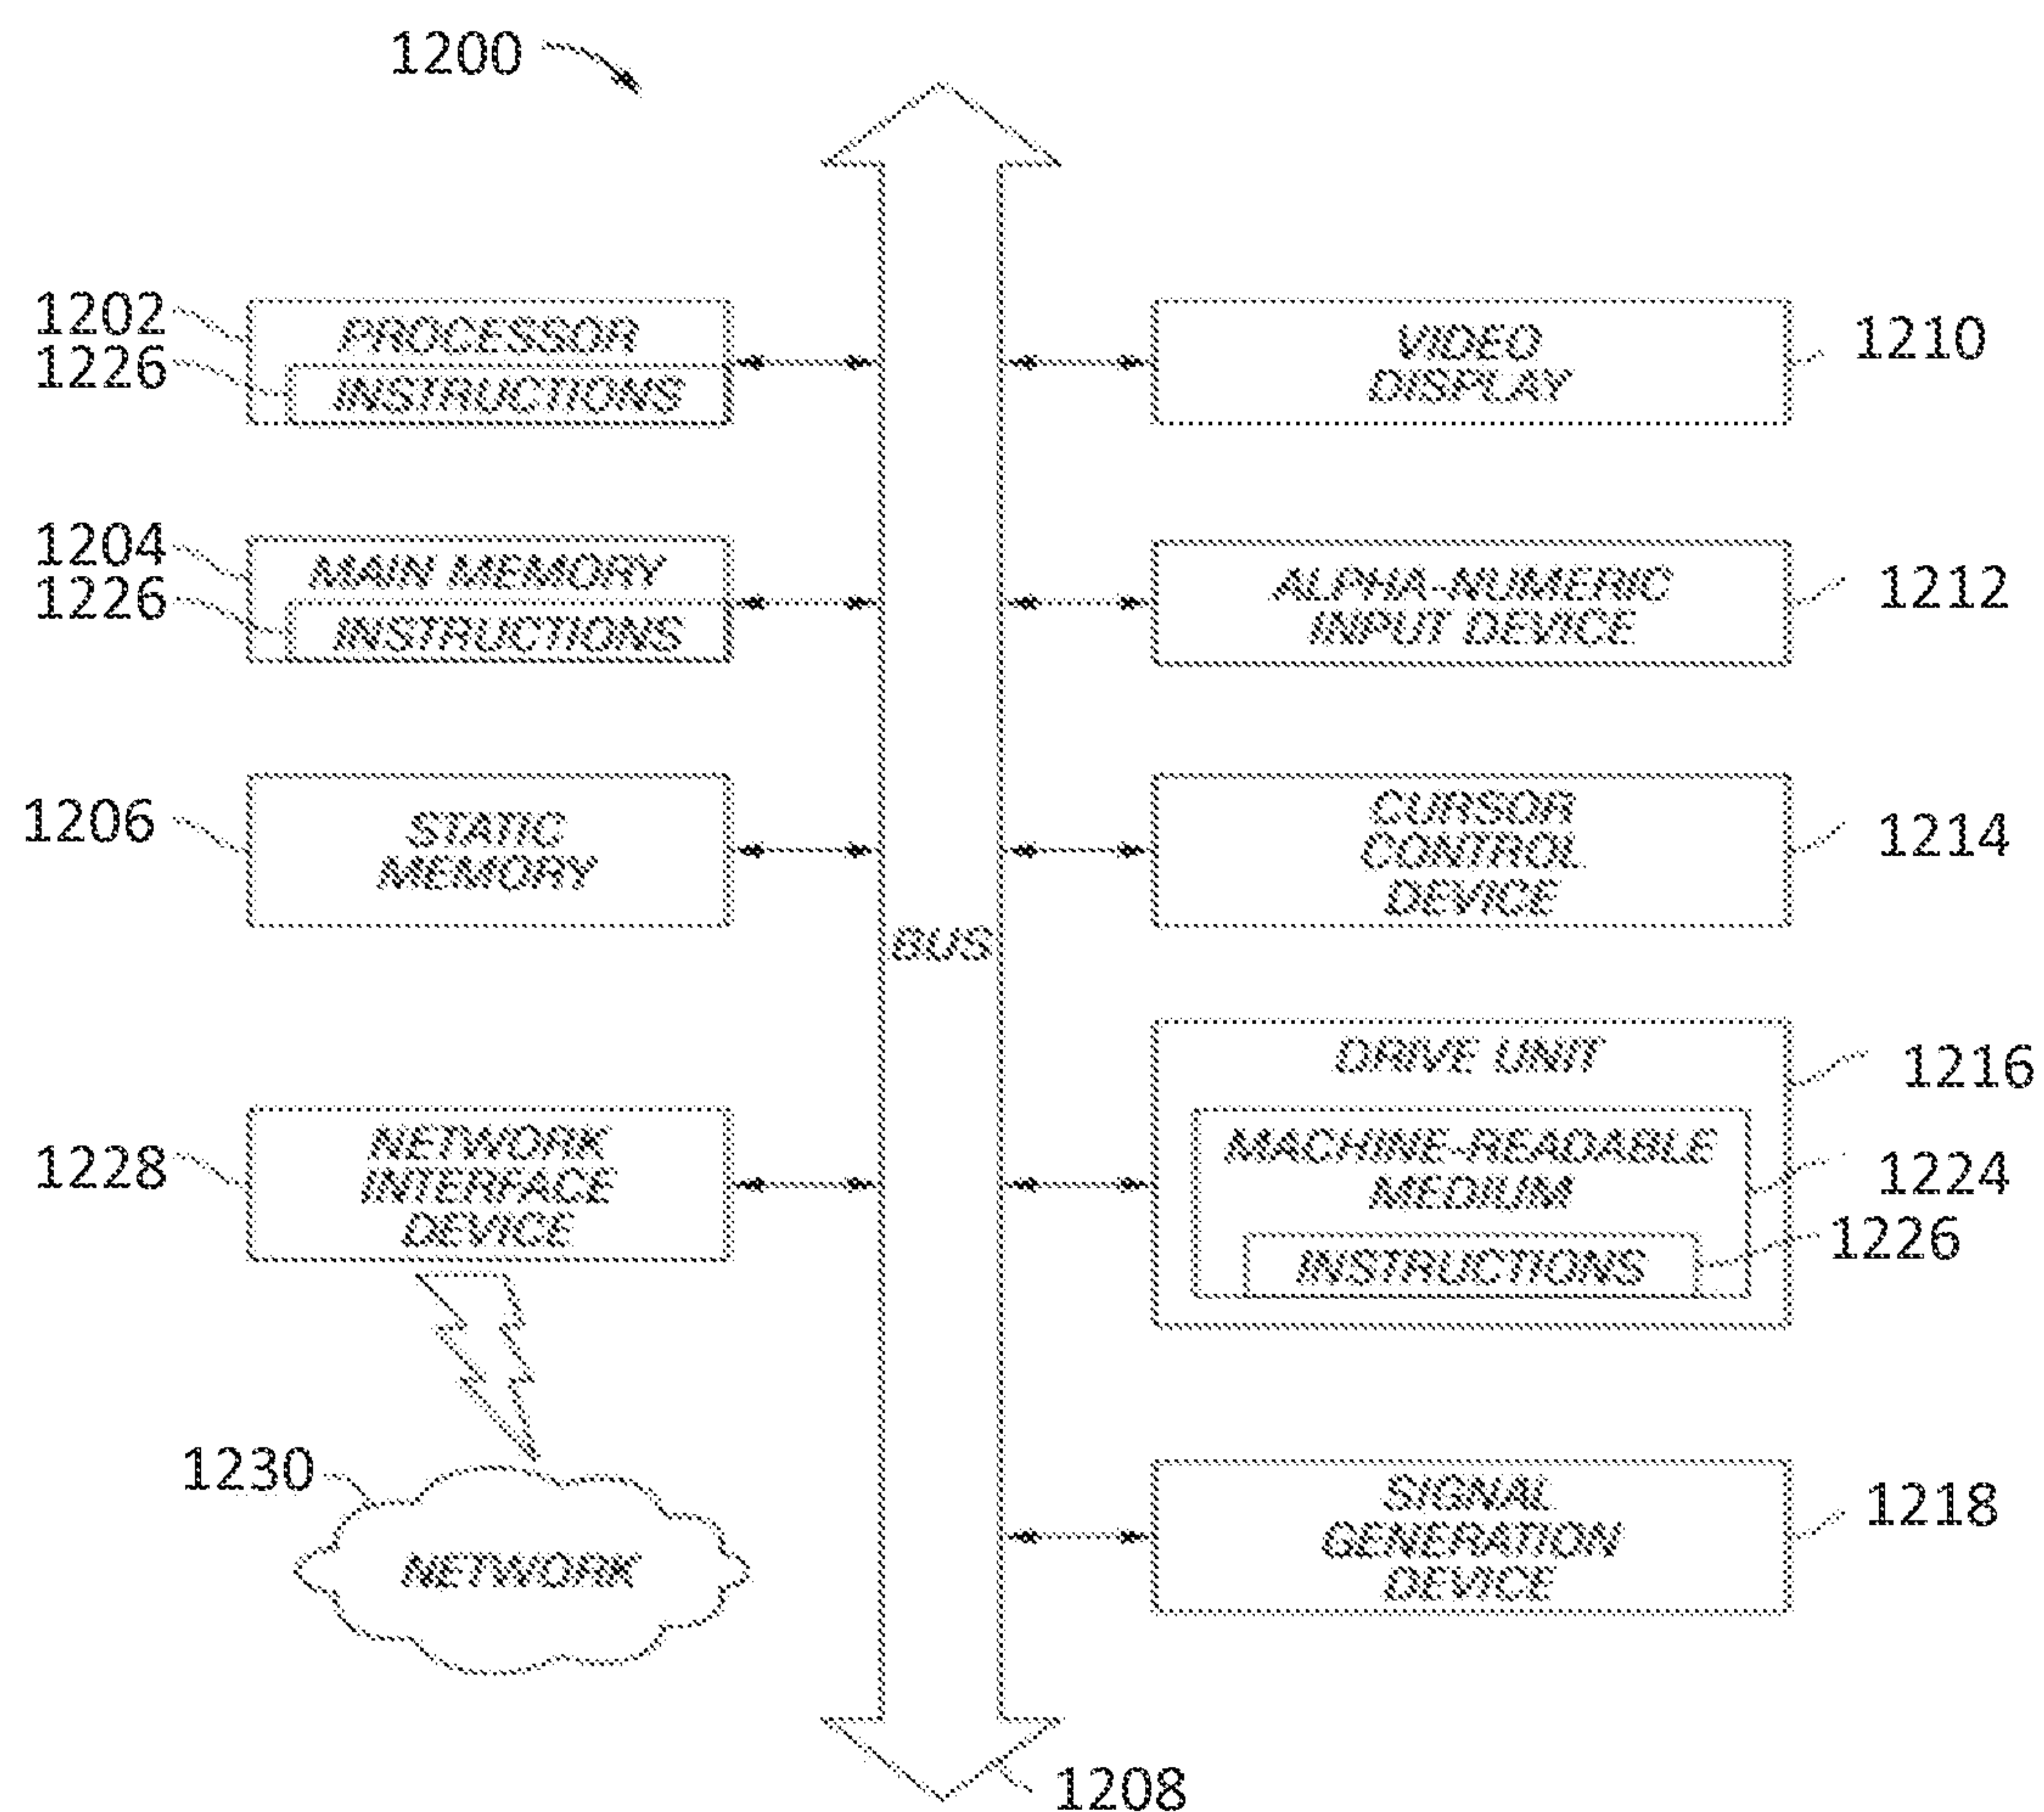 1200
1202
PROCESSOR
1226
INSTRUCTIONS
VIDEO
DISPLAY
1210
1204
MAIN MEMORY
1226
INSTRUCTIONS
ALPHA-NUMERIC
INPUT DEVICE
1212
1206
STATIC
MEMORY
CURSOR
CONTROL
DEVICE
1214
BUS
DRIVE UNIT
1216
1228
NETWORK
INTERFACE
DEVICE
MACHINE-READABLE
MEDIUM
1224
INSTRUCTIONS
1226
1230
NETWORK
SIGNAL
GENERATION
DEVICE
1218
1208